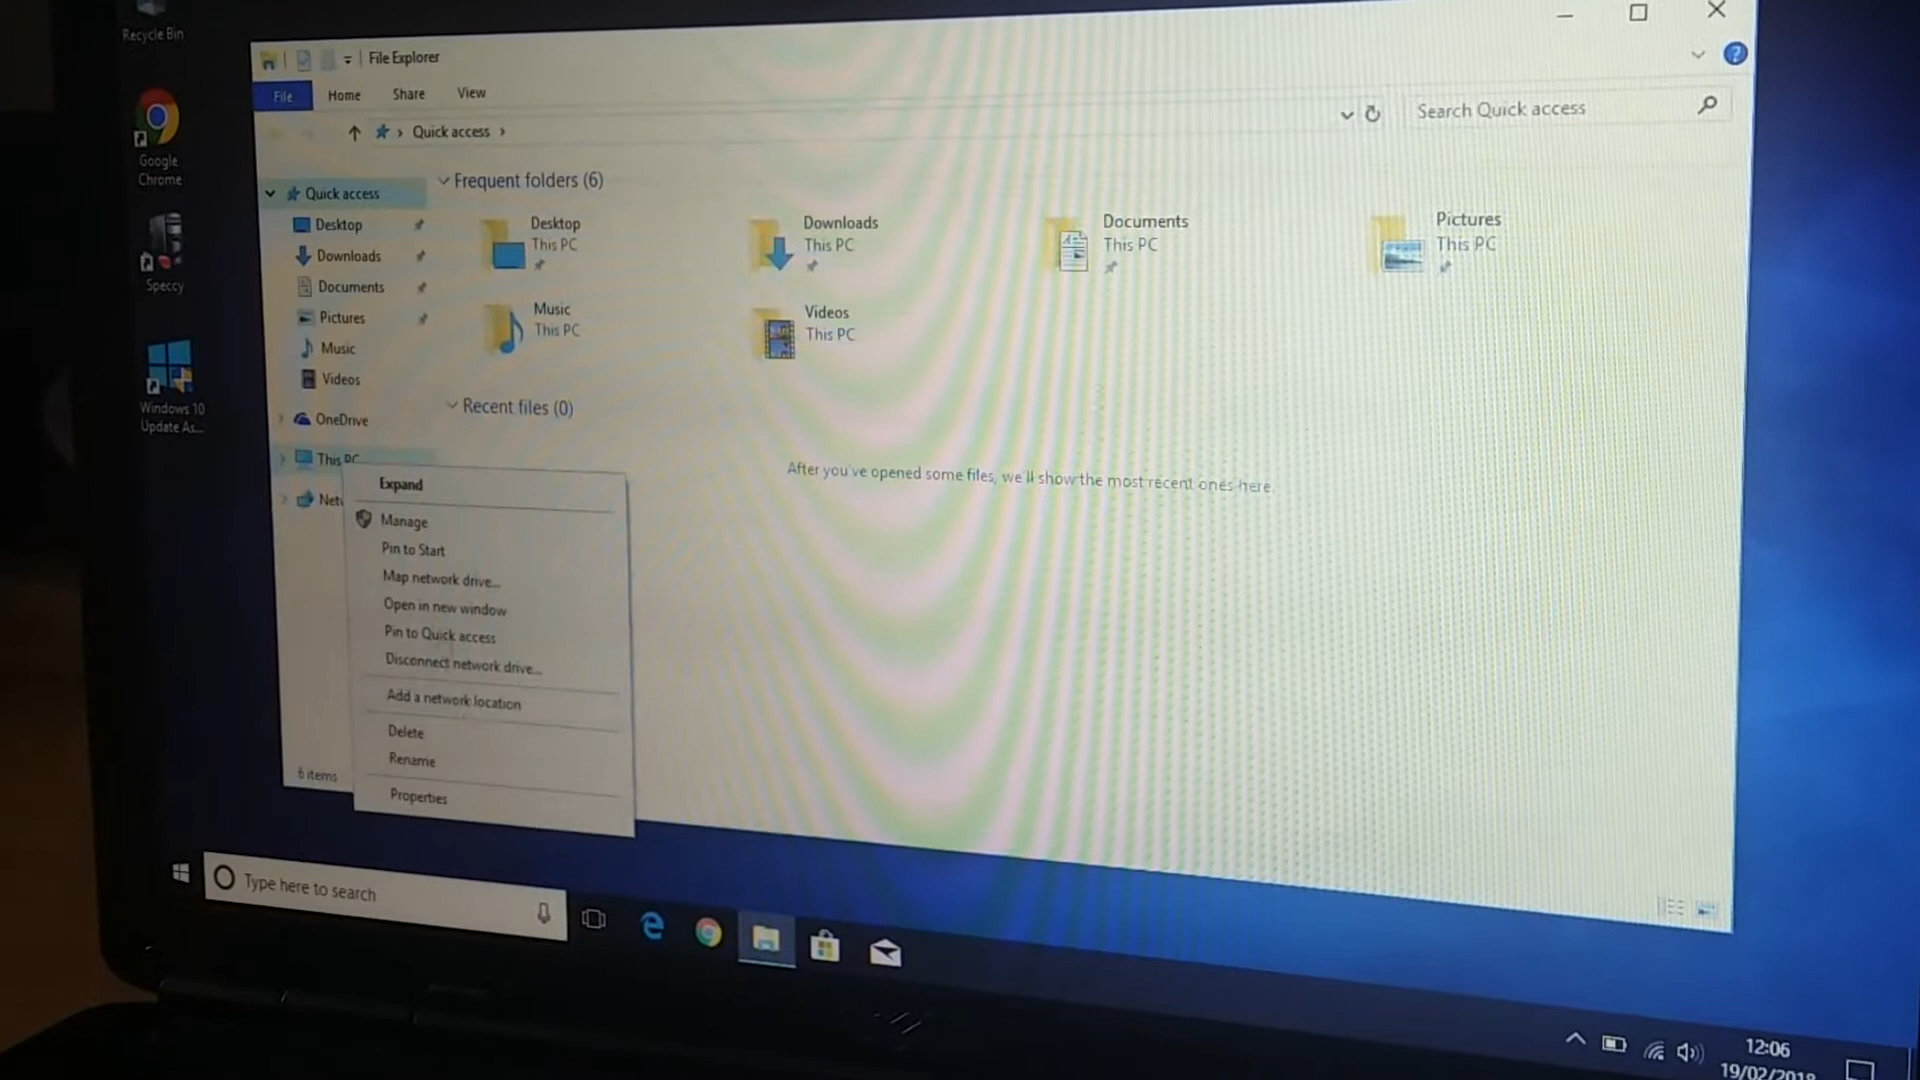 Recycle Bin
Google
Chrome
Speccy
Windows 10
Update As...
File Explorer
File
Home
Share
View
Quick access
Search Quick access
Quick access
Desktop
Downloads
Documents
Pictures
Music
Videos
OneDrive
This PC
Netw
6 items
Frequent folders (6)
Desktop
This PC
Downloads
This PC
Documents
This PC
Pictures
This PC
Music
This PC
Videos
This PC
Recent files (0)
After you've opened some files, we'll show the most recent ones here.
Expand
Manage
Pin to Start
Map network drive...
Open in new window
Pin to Quick access
Disconnect network drive...
Add a network location
Delete
Rename
Properties
Type here to search
12:06
19/02/2018